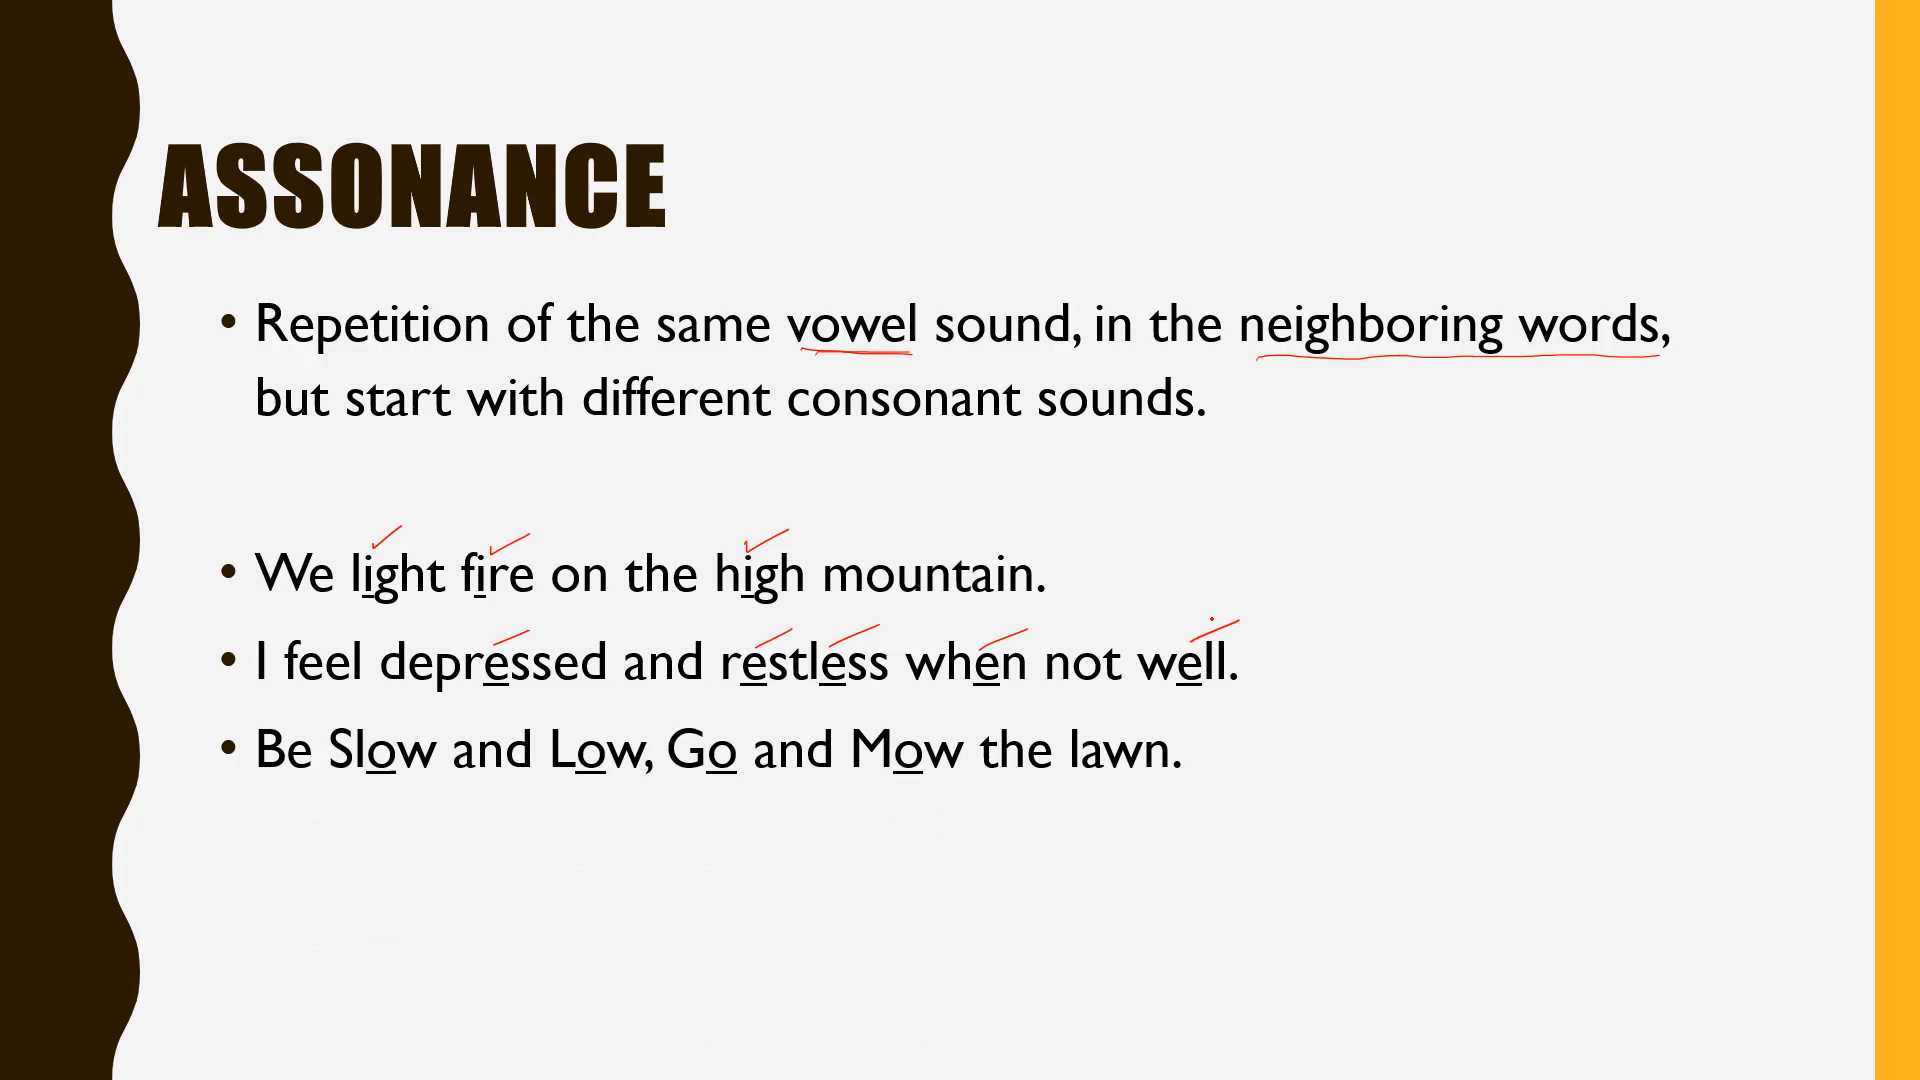 ASSONANCE
• Repetition of the same vowel sound, in the neighboring words,
but start with different consonant sounds.
• We light fire on the high mountain.
• I feel depressed and restless when not well.
• Be Slow and Low, Go and Mow the lawn.